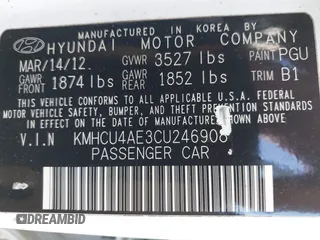 MANUFACTURED IN KOREA BY
HYUNDAI MOTOR COMPANY
MAR/14/12 GVWR 3527 lbs PAINT PGU
GAWR FRONT 1874 lbs GAWR REAR 1852 lbs TRIM B1
THIS VEHICLE CONFORMS TO ALL APPLICABLE U.S.A. FEDERAL MOTOR
VEHICLE SAFETY, BUMPER, AND THEFT PREVENTION STANDARDS
IN EFFECT ON THE DATE OF MANUFACTURE SHOWN ABOVE.
V.I.N KMHCU4AE3CU246908
PASSENGER CAR
DREAMBID